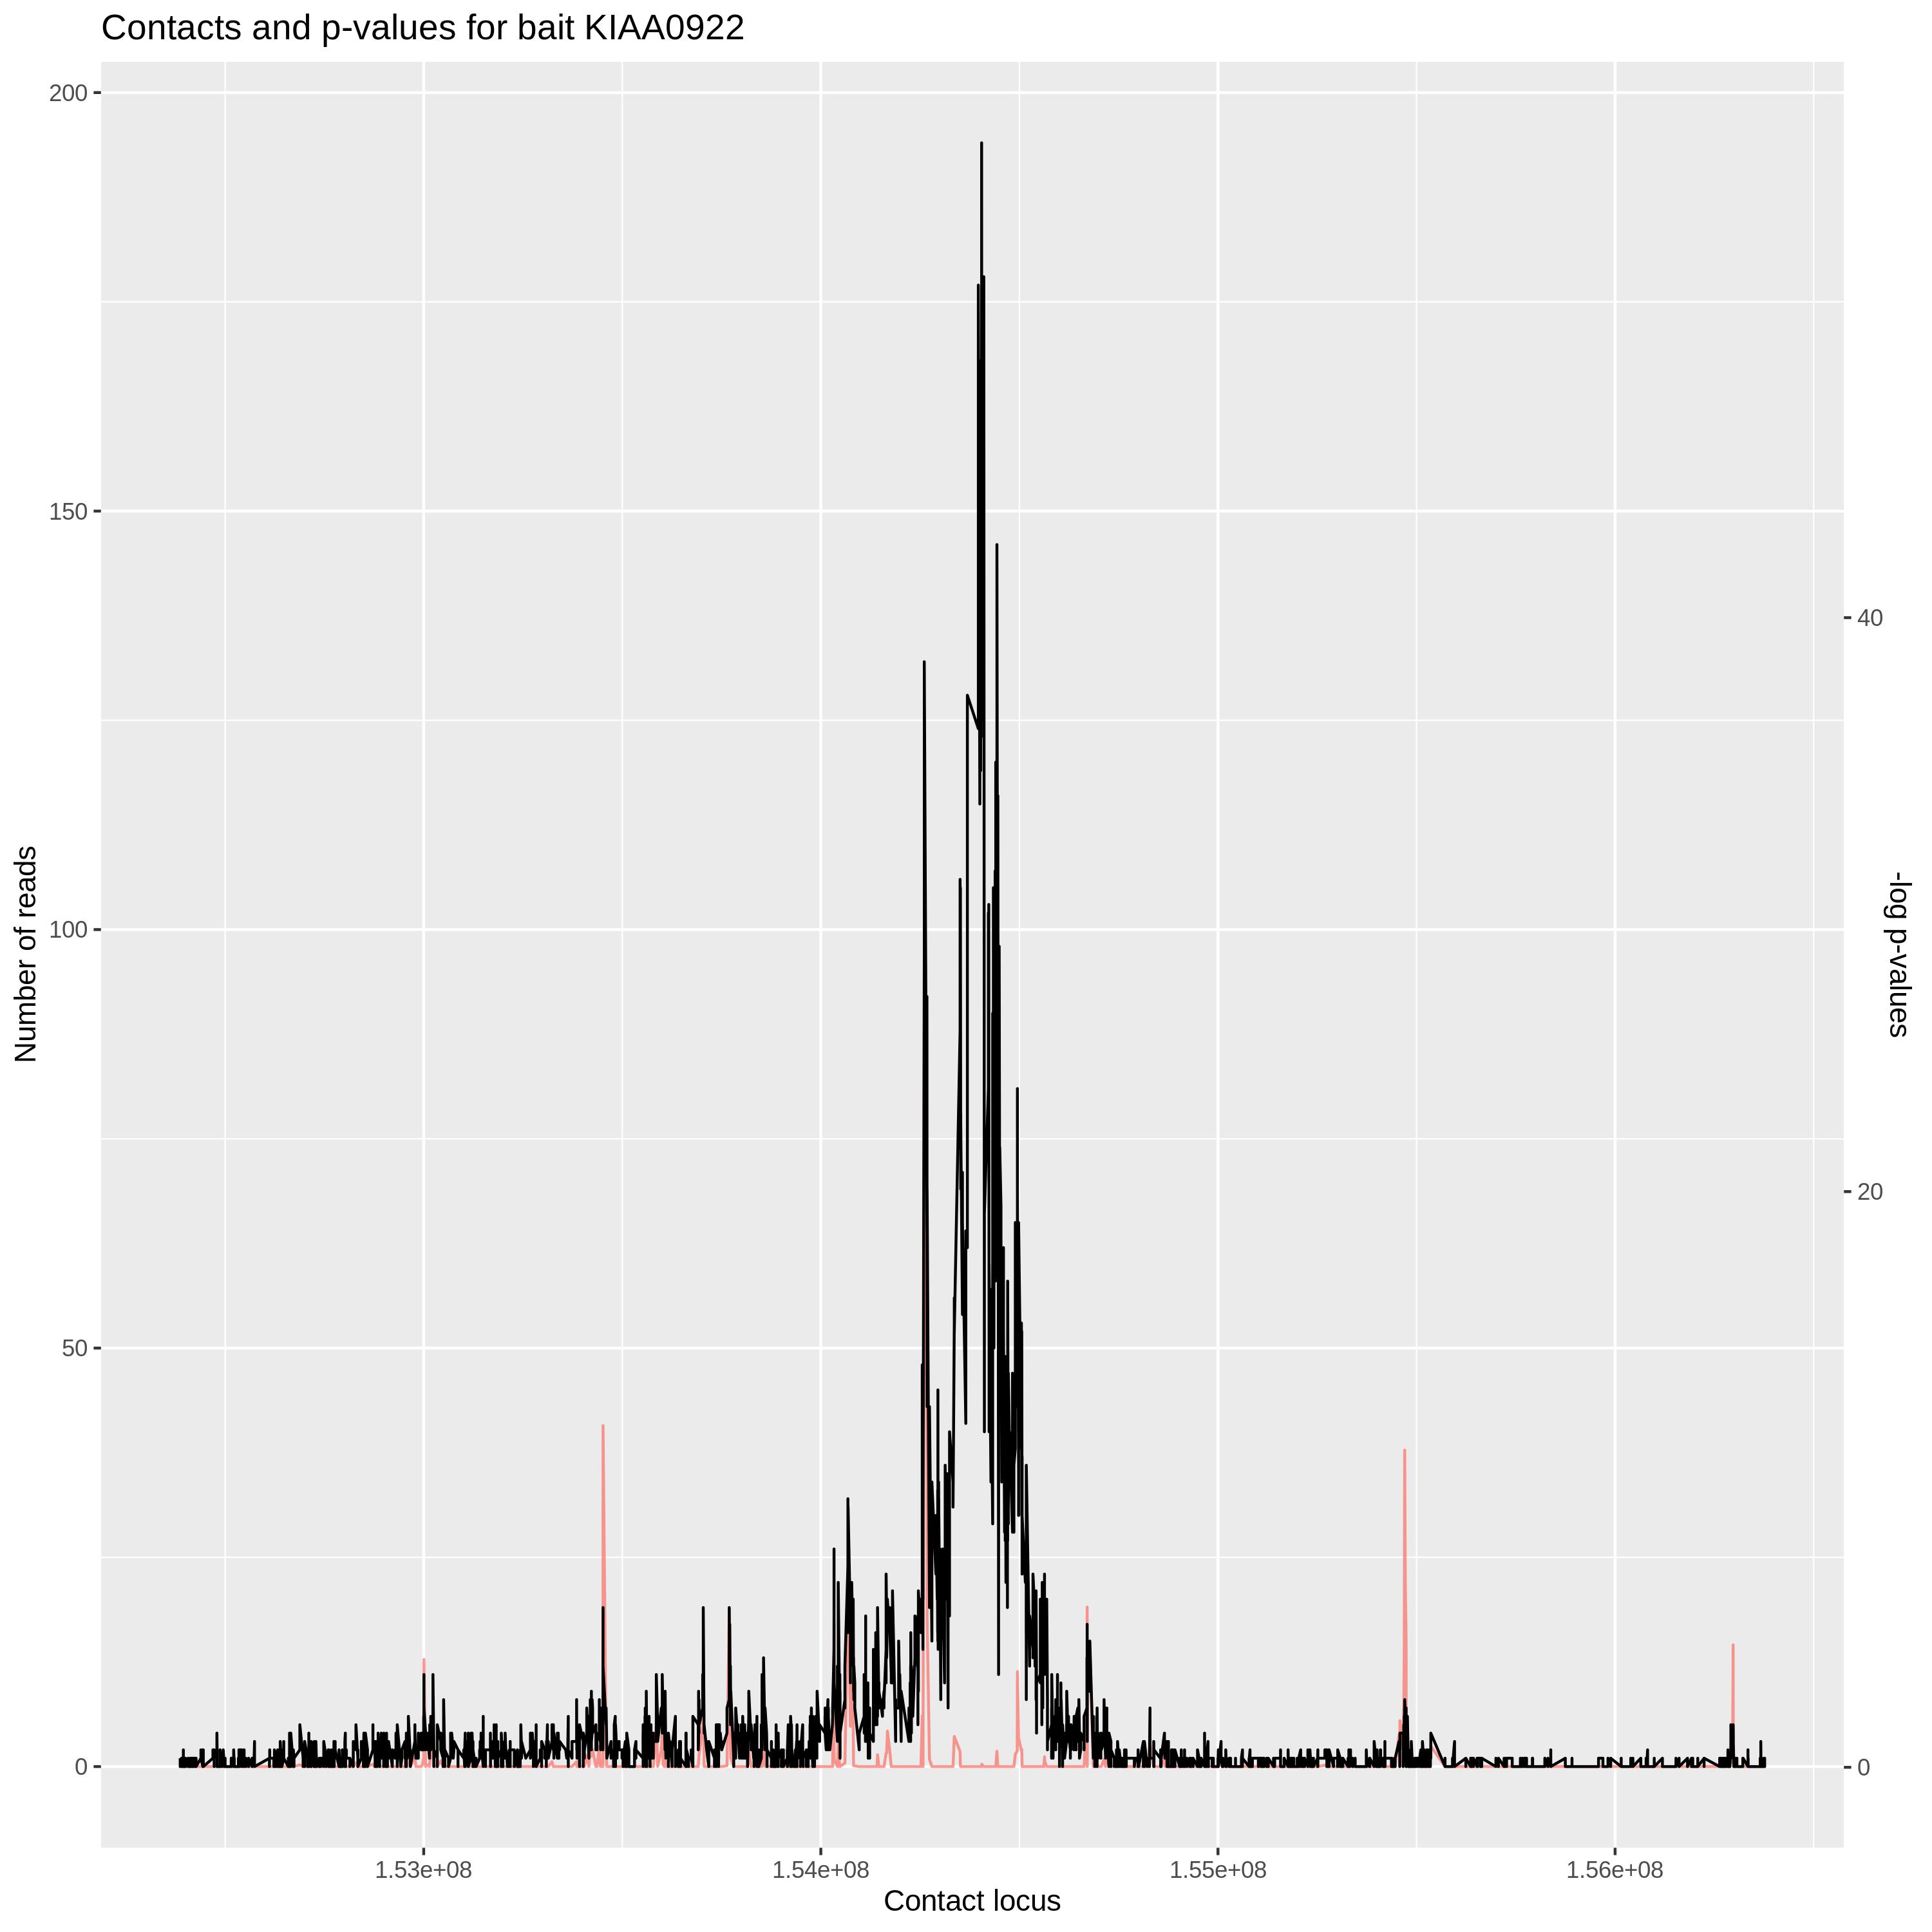 Contacts and p-values for bait KIAA0922
200
150
100
50
0
Number of reads
40
20
0
-log p-values
1.53e+08
1.54e+08
1.55e+08
1.56e+08
Contact locus